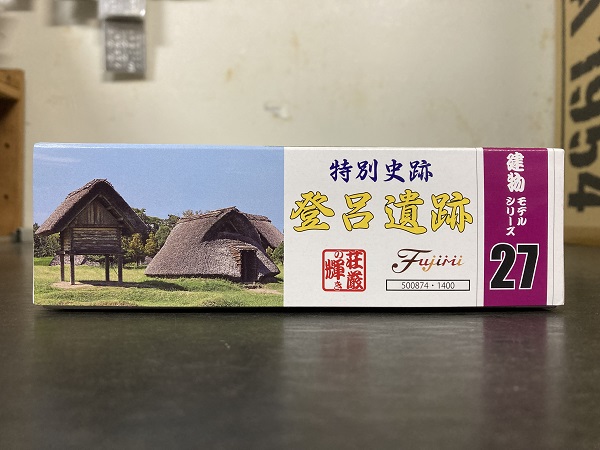 特別史跡
登呂遺跡
荘厳の輝き
Fujimi
500874・1400
建物
モデルシリーズ
27